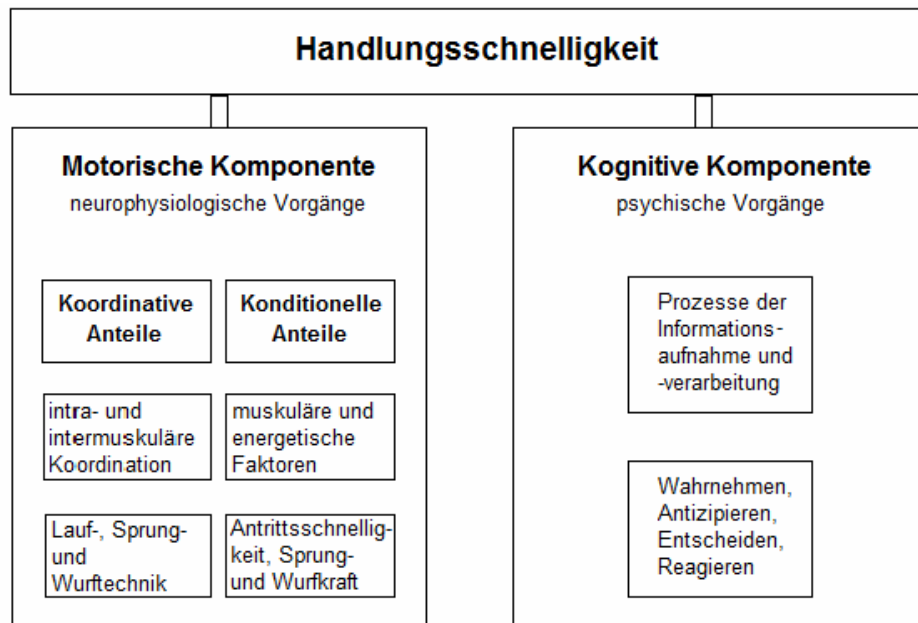 Handlungsschnelligkeit
Motorische Komponente
neurophysiologische Vorgänge
Koordinative
Anteile
intra- und
intermuskuläre
Koordination
Lauf-, Sprung-
und
Wurftechnik
Konditionelle
Anteile
muskuläre und
energetische
Faktoren
Antrittsschnellig-
keit, Sprung-
und Wurfkraft
Kognitive Komponente
psychische Vorgänge
Prozesse der
Informations-
aufnahme und
-verarbeitung
Wahrnehmen,
Antizipieren,
Entscheiden,
Reagieren